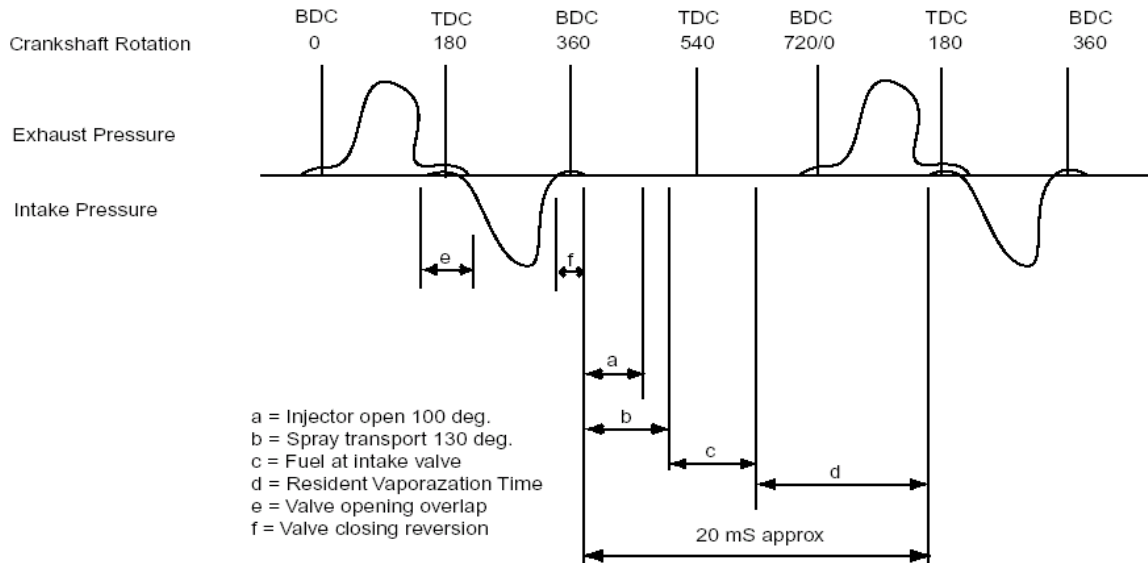 BDC TDC BDC TDC BDC TDC BDC
Crankshaft Rotation 0 180 360 540 720/0 180 360
Exhaust Pressure
Intake Pressure
e f
a
a = Injector open 100 deg.
b = Spray transport 130 deg. b
c = Fuel at intake valve c
d = Resident Vaporazation Time d
e = Valve opening overlap
f = Valve closing reversion
20 mS approx